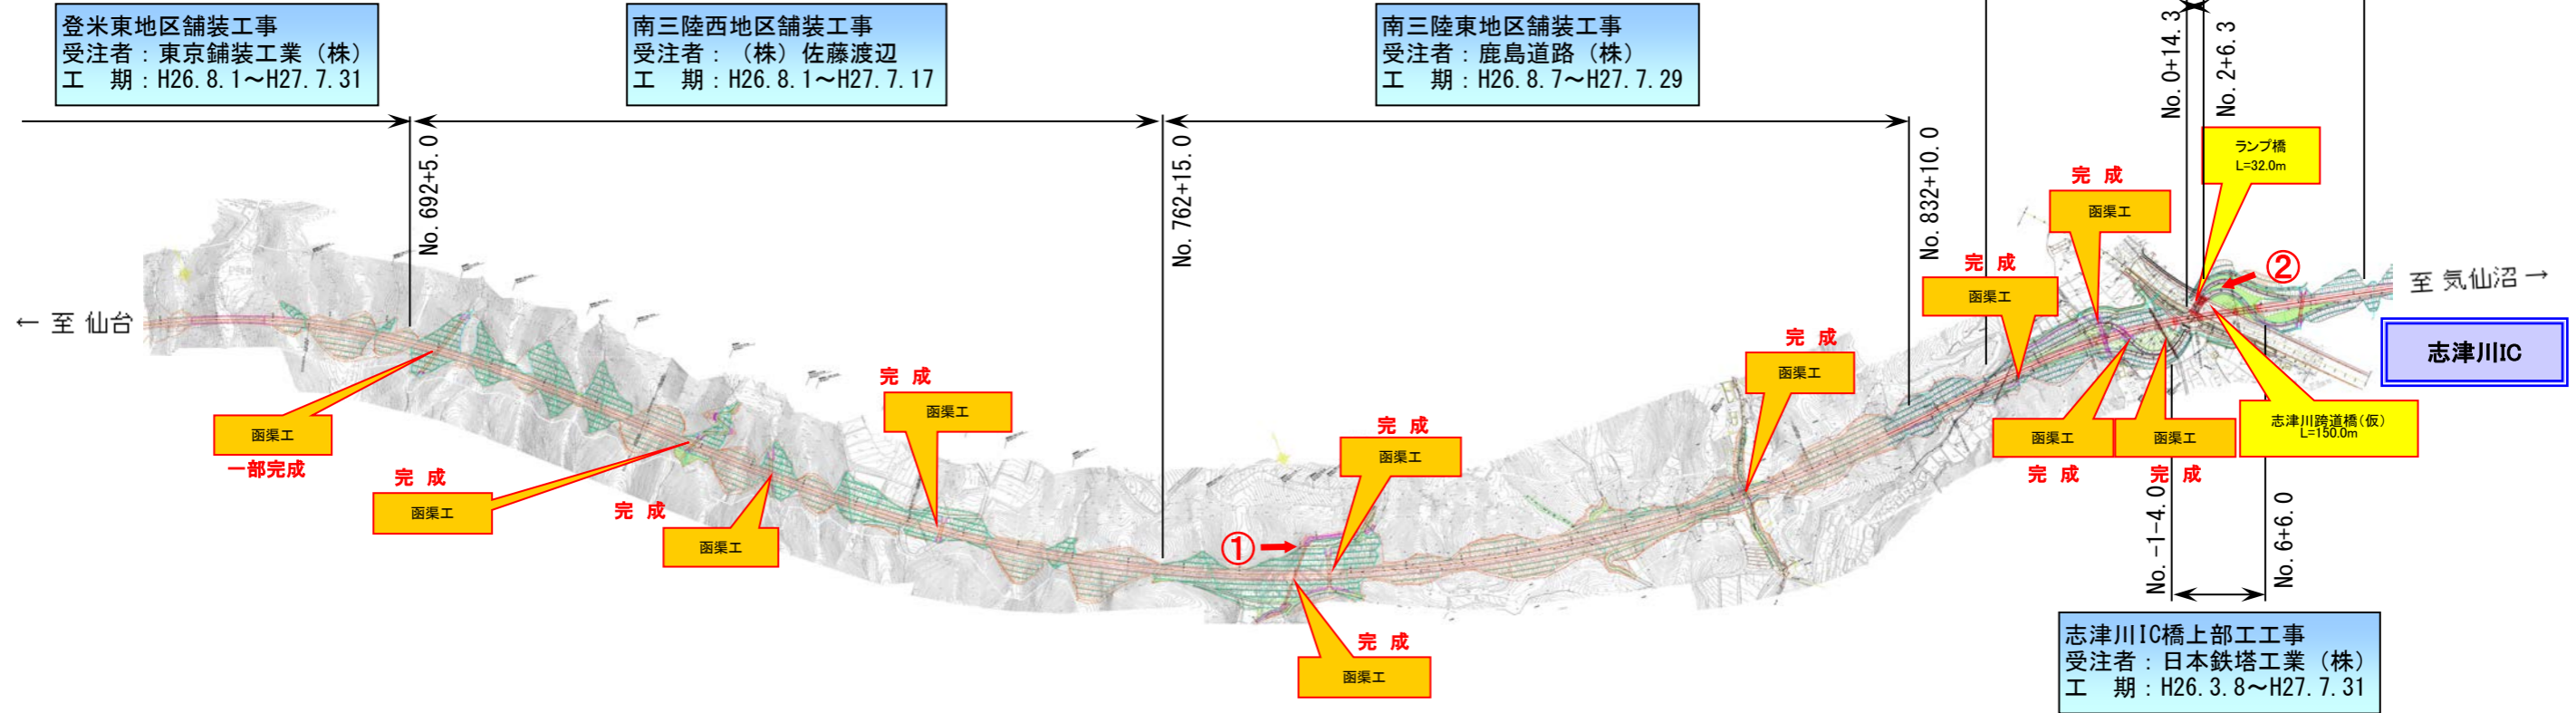 登米東地区舗装工事
受注者：東京鋪装工業（株）
工　期：H26.8.1～H27.7.31
南三陸西地区舗装工事
受注者：（株）佐藤渡辺
工　期：H26.8.1～H27.7.17
南三陸東地区舗装工事
受注者：鹿島道路（株）
工　期：H26.8.7～H27.7.29
No.692+5.0
No.762+15.0
No.832+10.0
No.0+14.3
No.2+6.3
ランプ橋
L=32.0m
完 成
函渠工
完 成
函渠工
②
至 気仙沼 →
志津川IC
← 至 仙台
函渠工
一部完成
完 成
函渠工
完 成
函渠工
完 成
函渠工
①
完 成
函渠工
完 成
函渠工
完 成
函渠工
函渠工
完 成
函渠工
完 成
志津川跨道橋(仮)
L=150.0m
No.-1-4.0
No.6+6.0
志津川IC橋上部工工事
受注者：日本鉄塔工業（株）
工　期：H26.3.8～H27.7.31